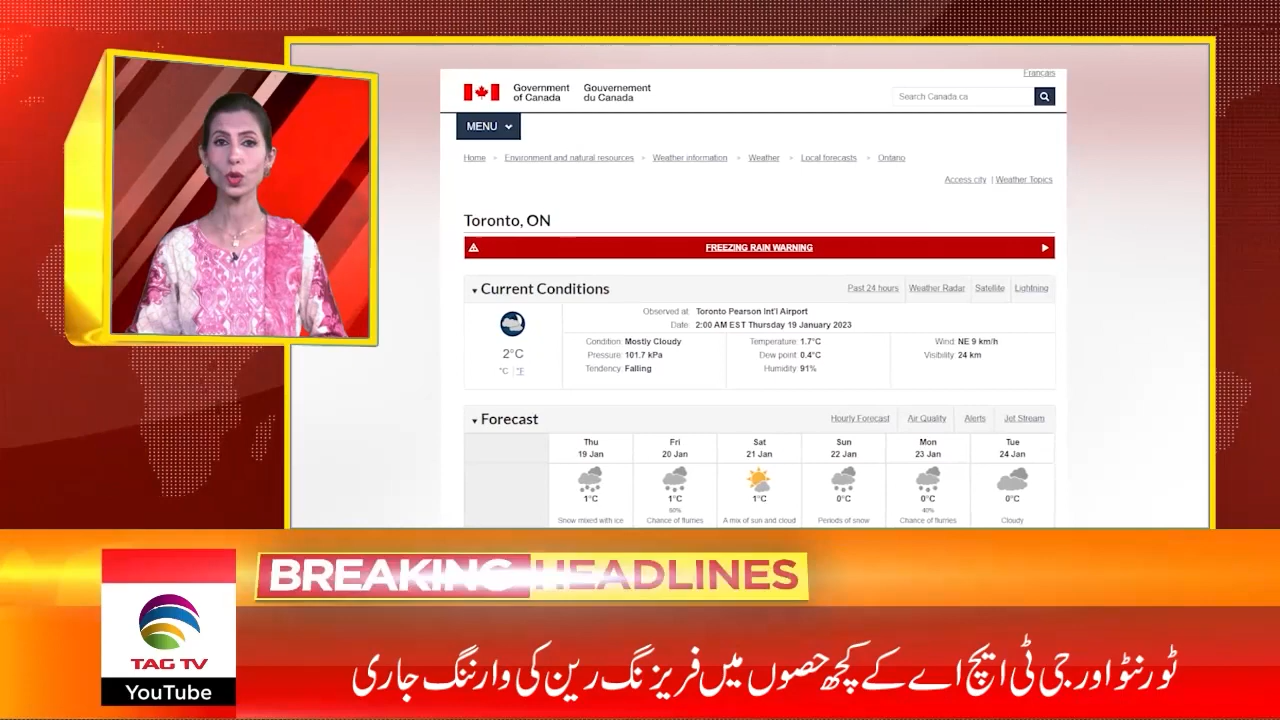 Français
Government
of Canada
Gouvernement
du Canada
Search Canada ca
MENU
Home
Environment and natural resources
Weather information
Weather
Local forecasts
Ontario
Access city | Weather Topics
Toronto, ON
FREEZING RAIN WARNING
Current Conditions
Past 24 hours
Weather Radar
Satellite
Lightning
Observed at: Toronto Pearson Int'l Airport
Date: 2:00 AM EST Thursday 19 January 2023
2°C
°C | °F
Condition: Mostly Cloudy
Pressure: 101.7 kPa
Tendency: Falling
Temperature: 1.7°C
Dew point: 0.4°C
Humidity: 91%
Wind: NE 9 km/h
Visibility: 24 km
Forecast
Hourly Forecast
Air Quality
Alerts
Jet Stream
Thu
19 Jan
1°C
Snow mixed with ice
Fri
20 Jan
1°C
60%
Chance of flurries
Sat
21 Jan
1°C
A mix of sun and cloud
Sun
22 Jan
0°C
Periods of snow
Mon
23 Jan
0°C
40%
Chance of flurries
Tue
24 Jan
0°C
Cloudy
BREAKING HEADLINES
TAG TV
YouTube
ٹورنٹو اور جی ٹی ایچ اے کے کچھ حصوں میں فریزنگ رین کی وارننگ جاری